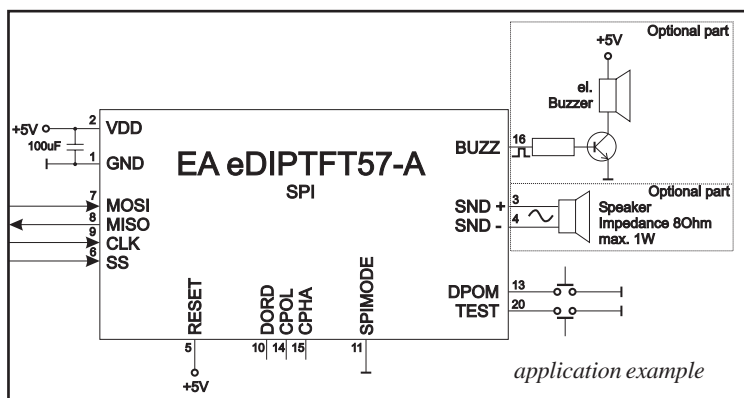 Optional part
+5V
el.
Buzzer
2 VDD
+5V
100uF
1 GND
EA eDIPTFT57-A
SPI
BUZZ 16
7 MOSI
8 MISO
9 CLK
6 SS
Optional part
SND + 3
SND - 4
Speaker
Impedance 8Ohm
max. 1W
DPOM 13
TEST 20
RESET
DORD
CPOL
CPHA
SPIMODE
5 10 14 15 11
+5V
application example